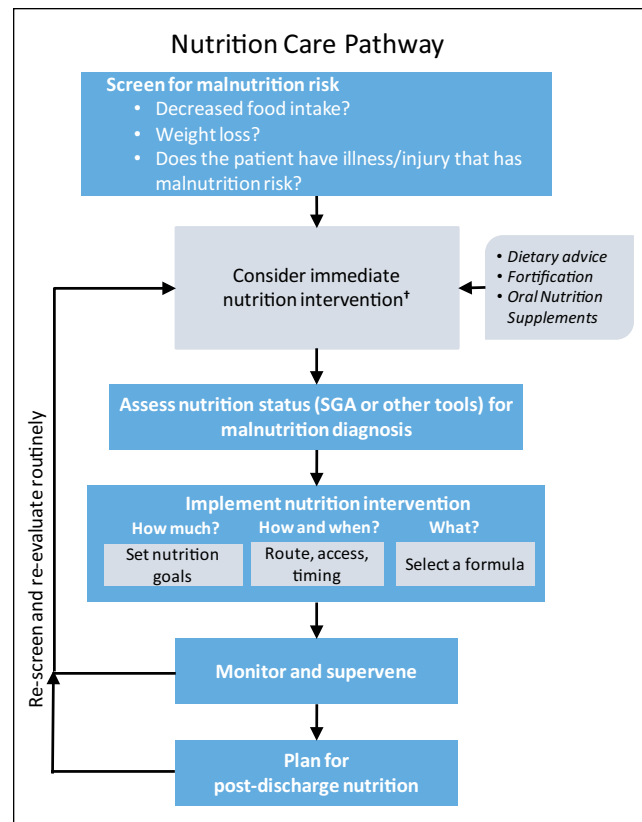 Nutrition Care Pathway
Screen for malnutrition risk
• Decreased food intake?
• Weight loss?
• Does the patient have illness/injury that has
malnutrition risk?
Consider immediate
nutrition intervention†
• Dietary advice
• Fortification
• Oral Nutrition
Supplements
Assess nutrition status (SGA or other tools) for
malnutrition diagnosis
Implement nutrition intervention
How much?
Set nutrition
goals
How and when?
Route, access,
timing
What?
Select a formula
Monitor and supervene
Plan for
post-discharge nutrition
Re-screen and re-evaluate routinely